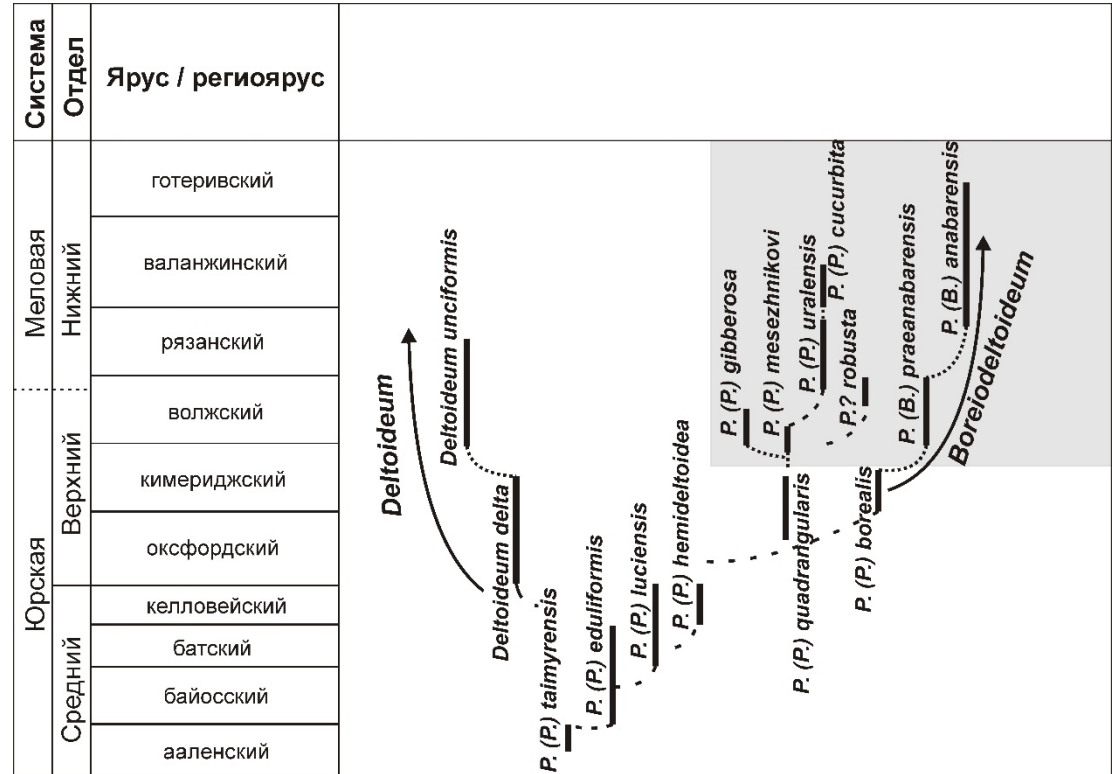 Система
Отдел
Ярус / региоярус
Меловая
Юрская
Нижний
Верхний
Средний
готеривский
валанжинский
рязанский
волжский
кимериджский
оксфордский
келловейский
батский
байосский
ааленский
Deltoideum
Deltoideum unciformis
Deltoideum delta
P. (P.) taimyrensis
P. (P.) eduliformis
P. (P.) luciensis
P. (P.) hemideltoidea
P. (P.) gibberosa
P. (P.) mesezhnikovi
P. (P.) uralensis
P. (P.) cucurbita
P.? robusta
P. (P.) quadrangularis
P. (P.) borealis
P. (B.) praeanabarensis
P. (B.) anabarensis
Boreiodeltoideum